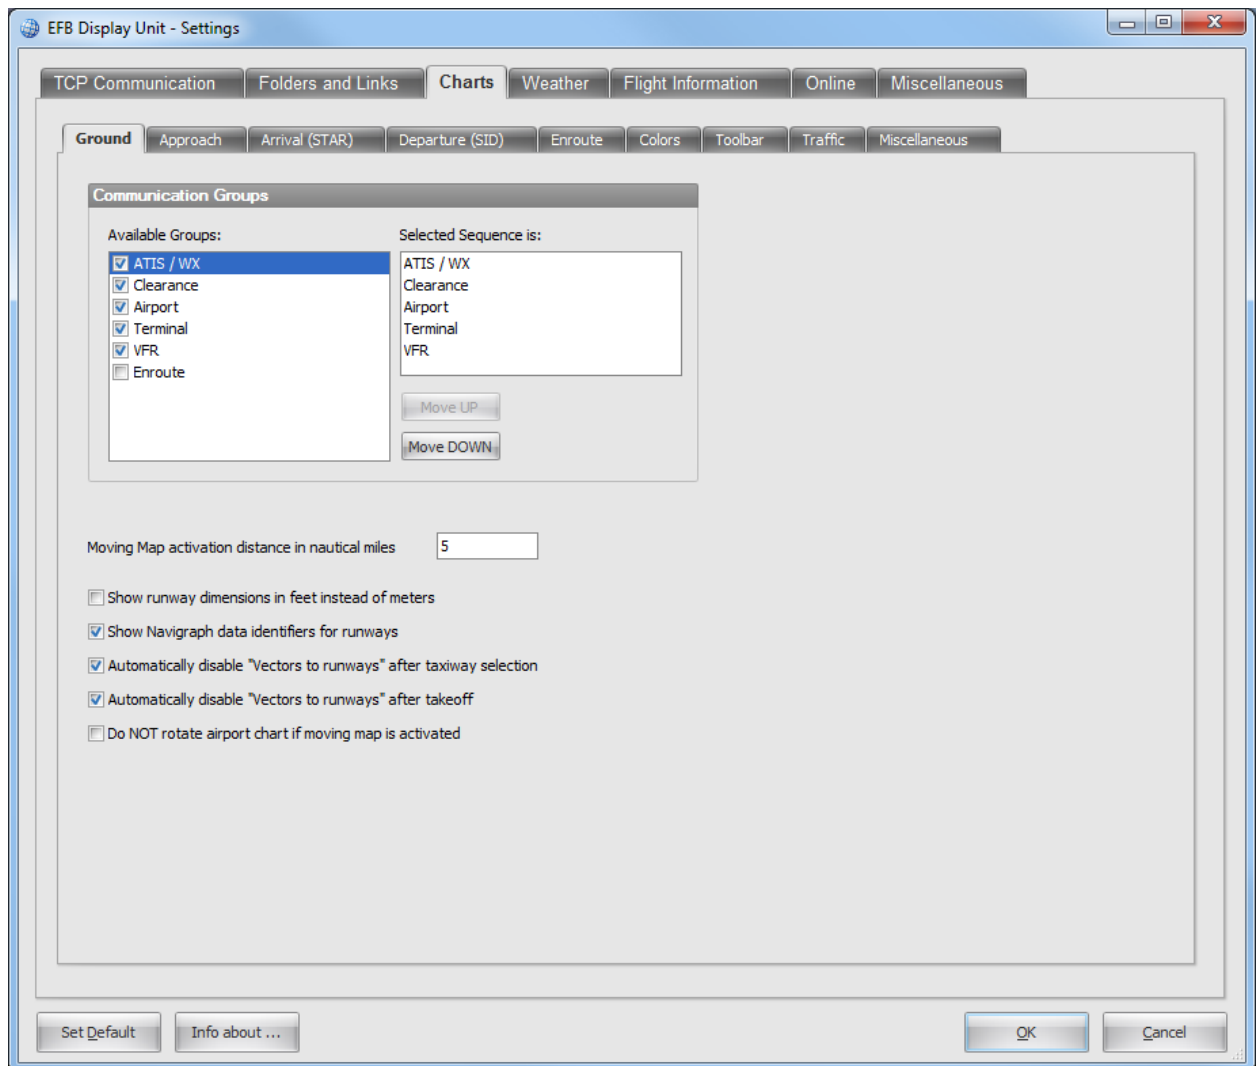 EFB Display Unit - Settings
TCP Communication Folders and Links Charts Weather Flight Information Online Miscellaneous
Ground Approach Arrival (STAR) Departure (SID) Enroute Colors Toolbar Traffic Miscellaneous
Communication Groups
Available Groups: Selected Sequence is:
ATIS / WX ATIS / WX
Clearance Clearance
Airport Airport
Terminal Terminal
VFR VFR
Enroute
Move UP
Move DOWN
Moving Map activation distance in nautical miles 5
Show runway dimensions in feet instead of meters
Show Navigraph data identifiers for runways
Automatically disable "Vectors to runways" after taxiway selection
Automatically disable "Vectors to runways" after takeoff
Do NOT rotate airport chart if moving map is activated
Set Default Info about ... OK Cancel